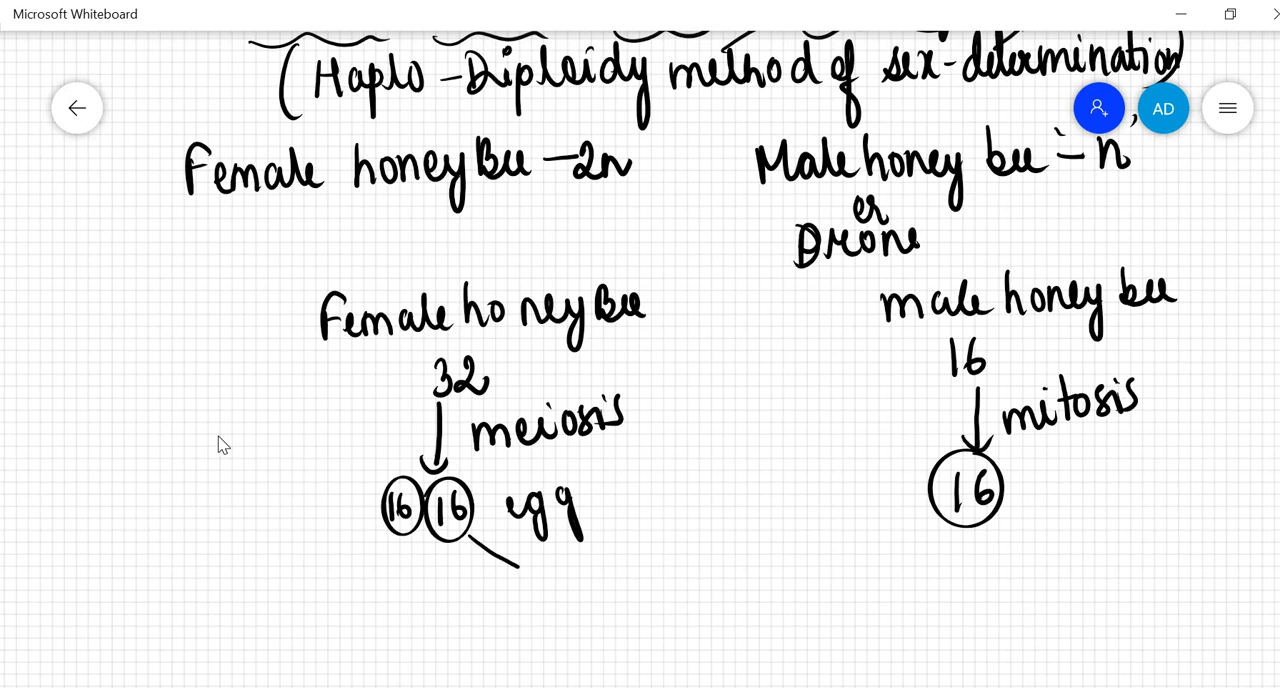 Microsoft Whiteboard
(Haplo-Diploidy method of sex-determination)
AD
Female honey Bee - 2n
Male honey bee - n
or
Drone
Female honey Bee
male honey bee
32
16
meiosis
mitosis
16 16 egg
16